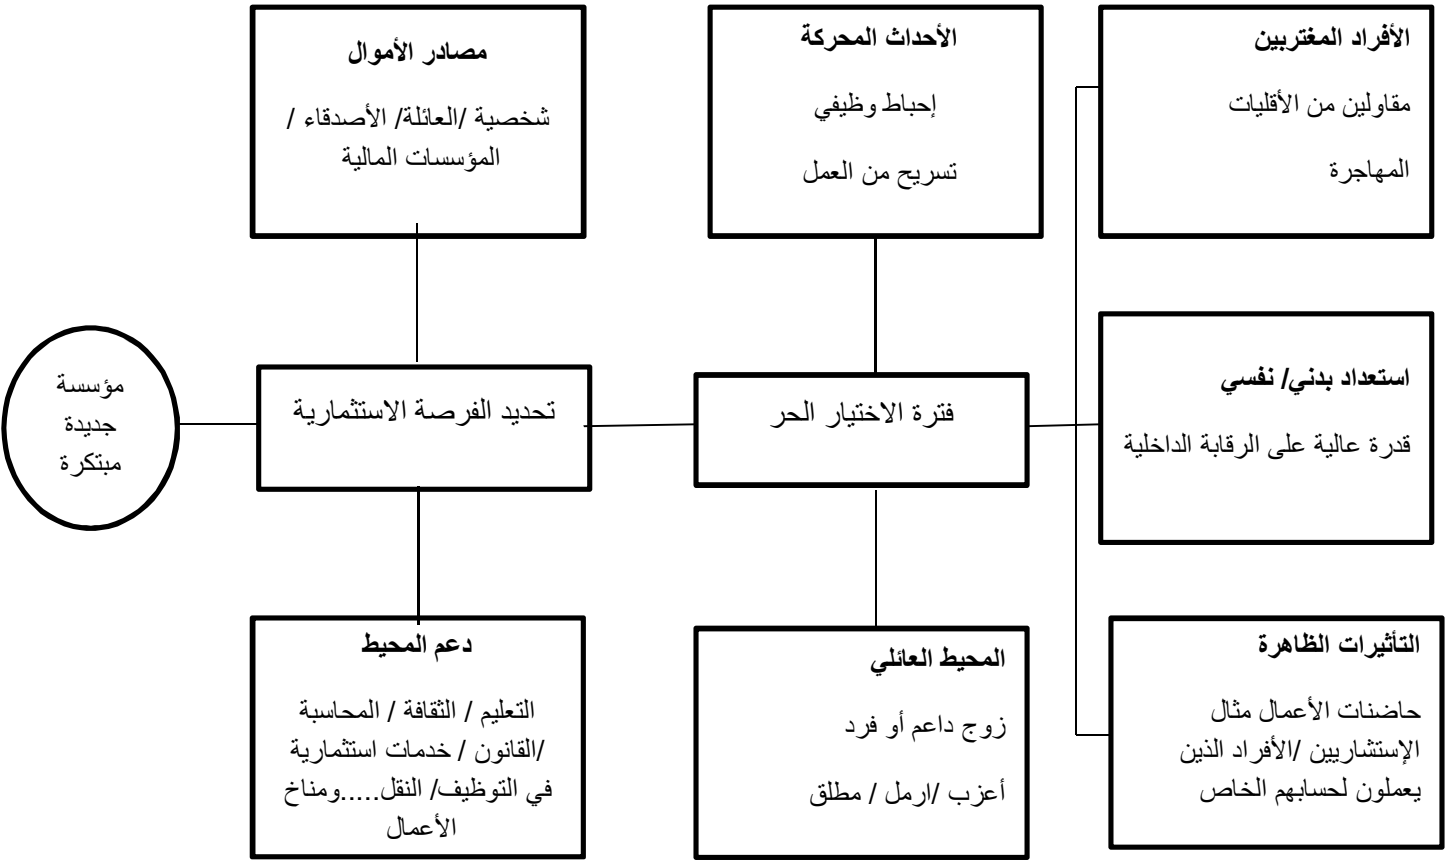 الأفراد المغتربين
مقاولين من الأقليات
المهاجرة
الأحداث المحركة
إحباط وظيفي
تسريح من العمل
مصادر الأموال
شخصية /العائلة/ الأصدقاء /
المؤسسات المالية
استعداد بدني/ نفسي
قدرة عالية على الرقابة الداخلية
فترة الاختيار الحر
تحديد الفرصة الاستثمارية
مؤسسة
جديدة
مبتكرة
التأثيرات الظاهرة
حاضنات الأعمال مثال
الإستشاريين /الأفراد الذين
يعملون لحسابهم الخاص
المحيط العائلي
زوج داعم أو فرد
أعزب /ارمل / مطلق
دعم المحيط
التعليم / الثقافة / المحاسبة
/القانون / خدمات استثمارية
في التوظيف/ النقل.....ومناخ
الأعمال